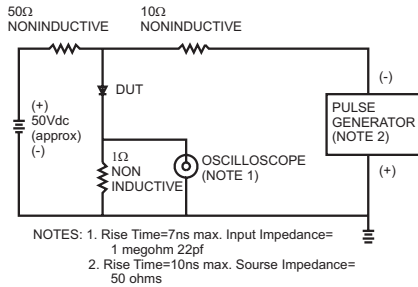 50Ω
NONINDUCTIVE
10Ω
NONINDUCTIVE
DUT
(+)
50Vdc
(approx)
(-)
1Ω
NON
INDUCTIVE
OSCILLOSCOPE
(NOTE 1)
(-)
PULSE
GENERATOR
(NOTE 2)
(+)
NOTES: 1. Rise Time=7ns max. Input Impedance=
1 megohm 22pf
2. Rise Time=10ns max. Sourse Impedance=
50 ohms